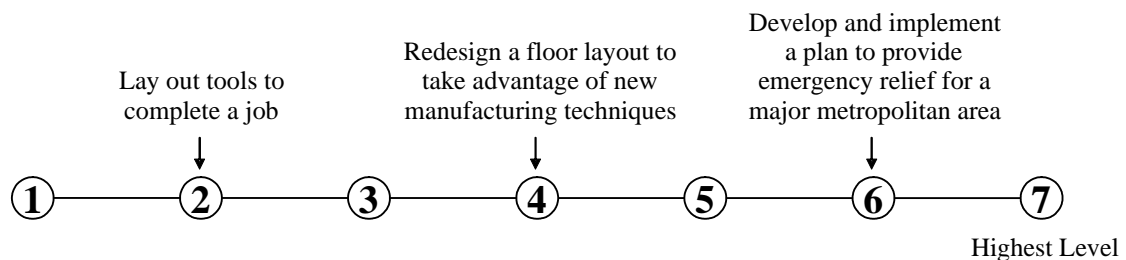 Lay out tools to
complete a job
Redesign a floor layout to
take advantage of new
manufacturing techniques
Develop and implement
a plan to provide
emergency relief for a
major metropolitan area
1 2 3 4 5 6 7
Highest Level